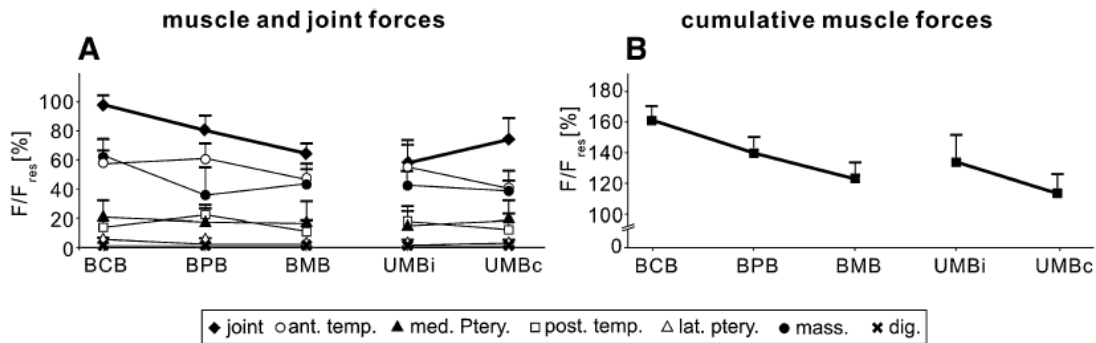 muscle and joint forces
cumulative muscle forces
A
B
F/Fres[%]
100
80
60
40
20
0
BCB BPB BMB UMBi UMBc
F/Fres[%]
180
160
140
120
100
0
BCB BPB BMB UMBi UMBc
joint ant. temp. med. Ptery. post. temp. lat. ptery. mass. dig.